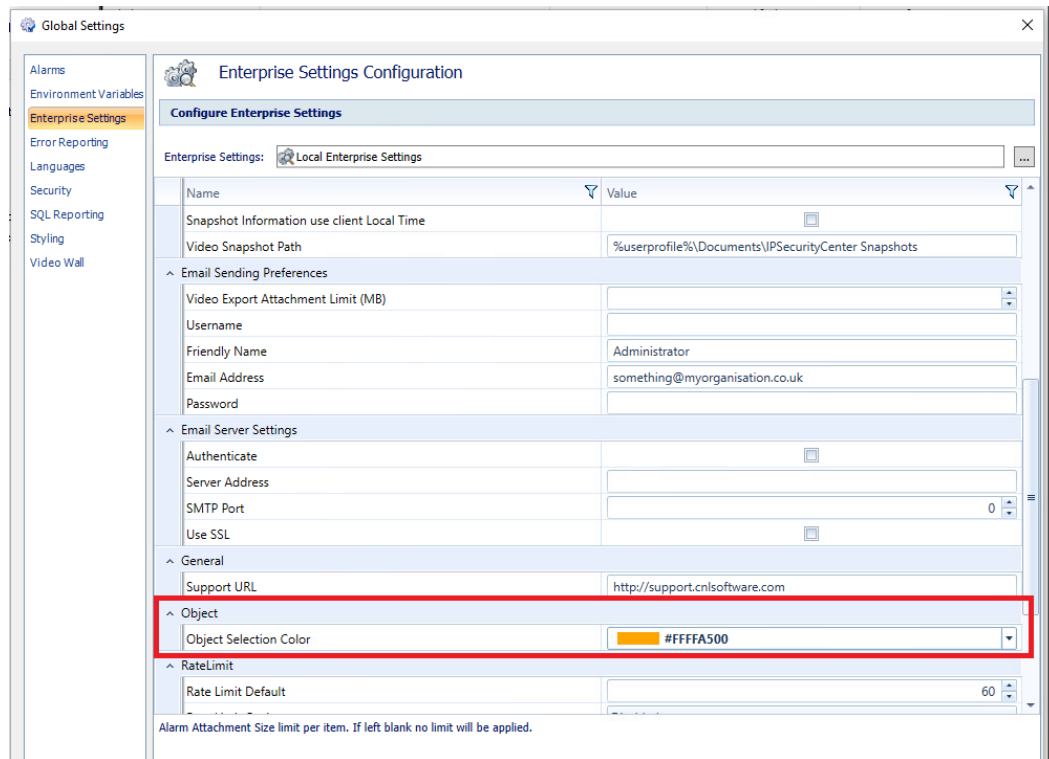 Global Settings
Alarms
Environment Variables
Enterprise Settings
Error Reporting
Languages
Security
SQL Reporting
Styling
Video Wall
Enterprise Settings Configuration
Configure Enterprise Settings
Enterprise Settings: Local Enterprise Settings ...
Name Value
Snapshot Information use client Local Time
Video Snapshot Path %userprofile%\Documents\IPSecurityCenter Snapshots
Email Sending Preferences
Video Export Attachment Limit (MB)
Username
Friendly Name Administrator
Email Address something@myorganisation.co.uk
Password
Email Server Settings
Authenticate
Server Address
SMTP Port 0
Use SSL
General
Support URL http://support.cnlsoftware.com
Object
Object Selection Color #FFFFA500
RateLimit
Rate Limit Default 60
Alarm Attachment Size limit per item. If left blank no limit will be applied.